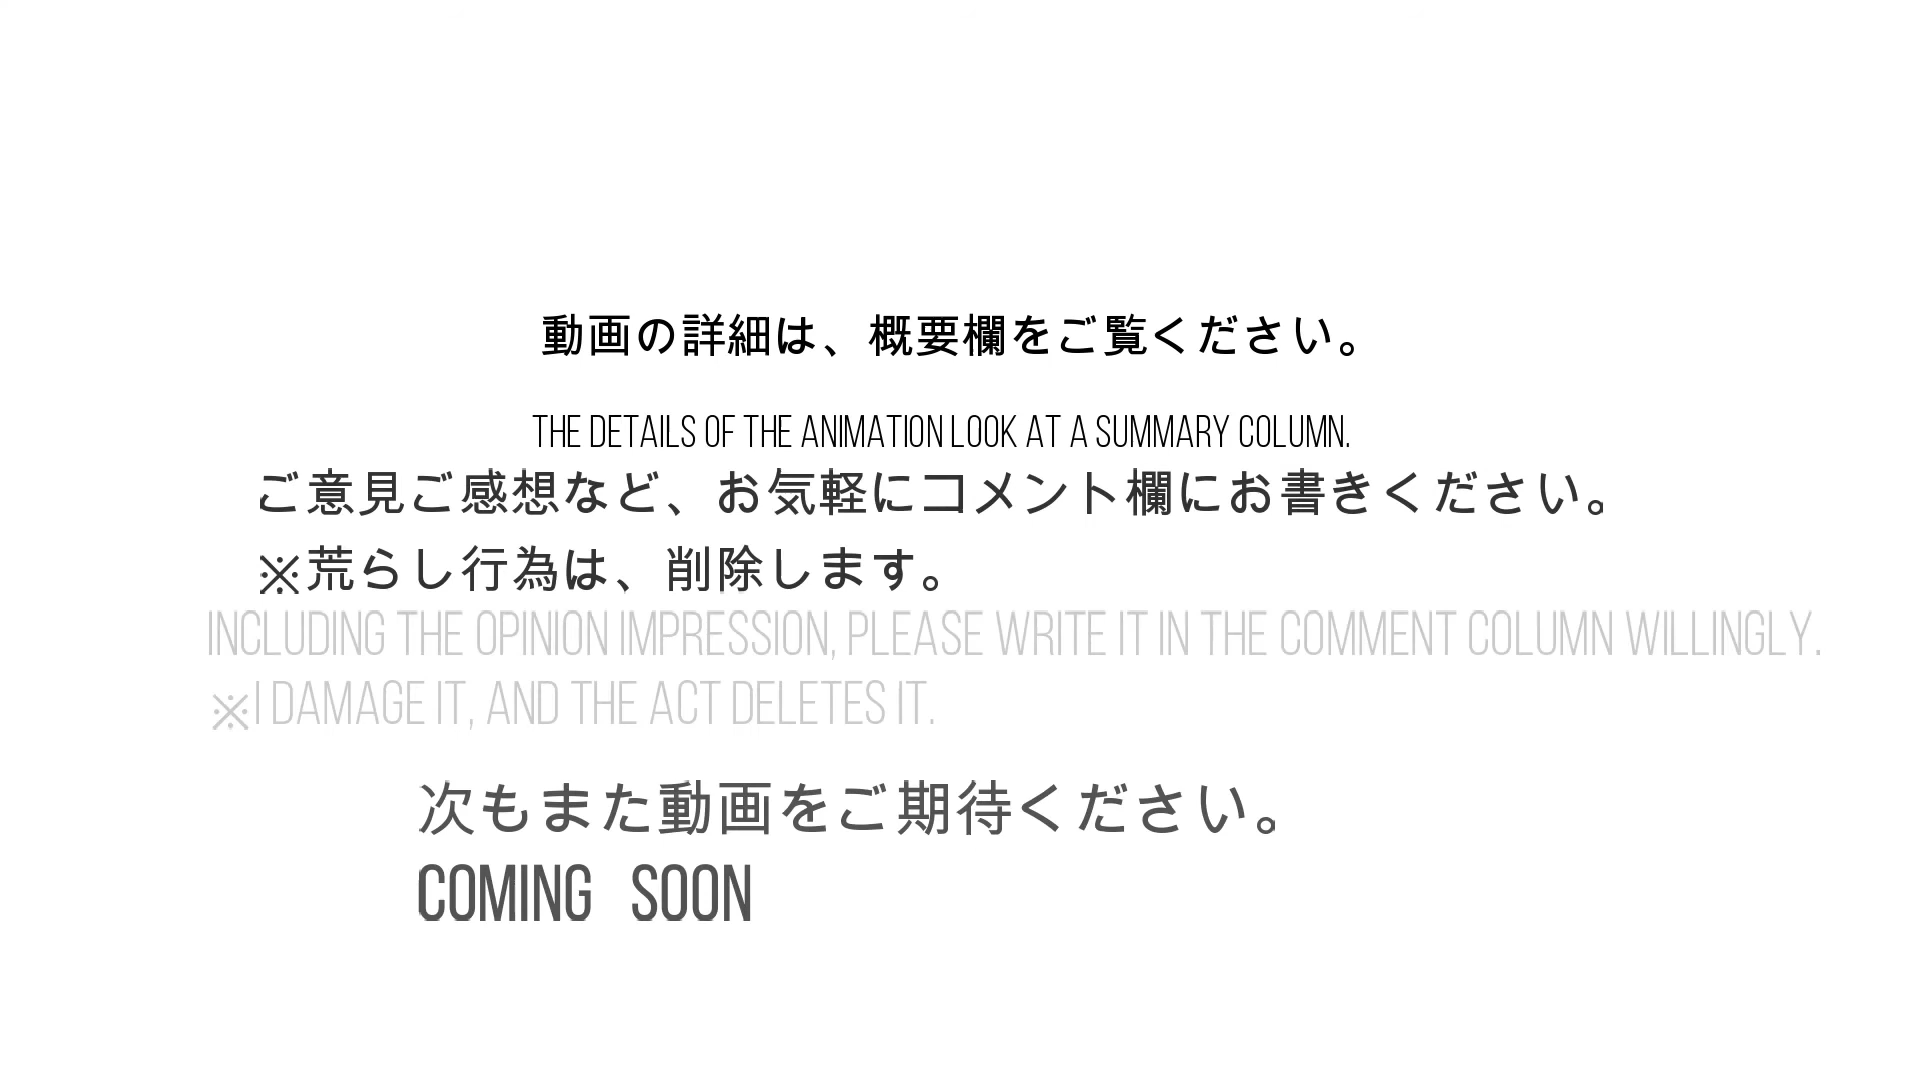 動画の詳細は、概要欄をご覧ください。
THE DETAILS OF THE ANIMATION LOOK AT A SUMMARY COLUMN.
ご意見ご感想など、お気軽にコメント欄にお書きください。
※荒らし行為は、削除します。
INCLUDING THE OPINION IMPRESSION, PLEASE WRITE IT IN THE COMMENT COLUMN WILLINGLY.
※I DAMAGE IT, AND THE ACT DELETES IT.
次もまた動画をご期待ください。
COMING SOON